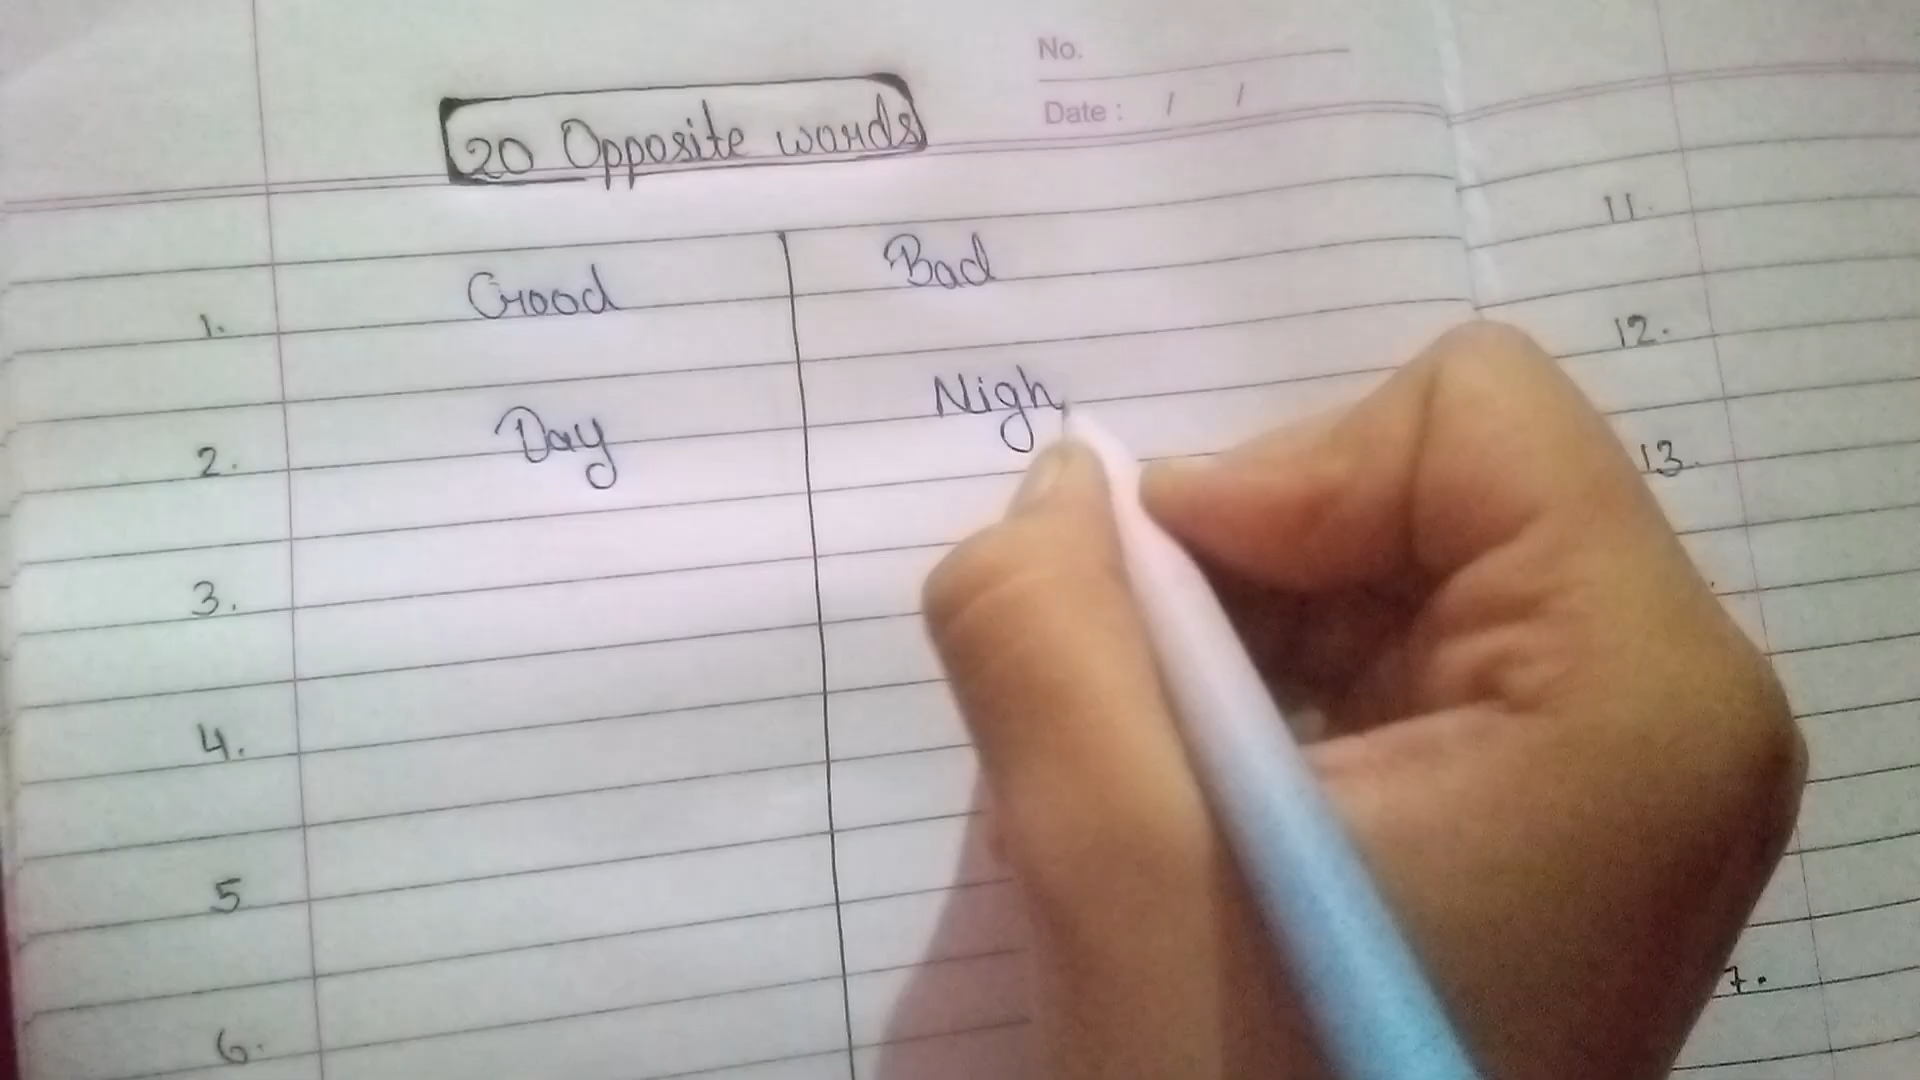 No.
Date : / /
20 Opposite words
1. Good Bad
2. Day Nigh
3.
4.
5
6.
11.
12.
13.
7.